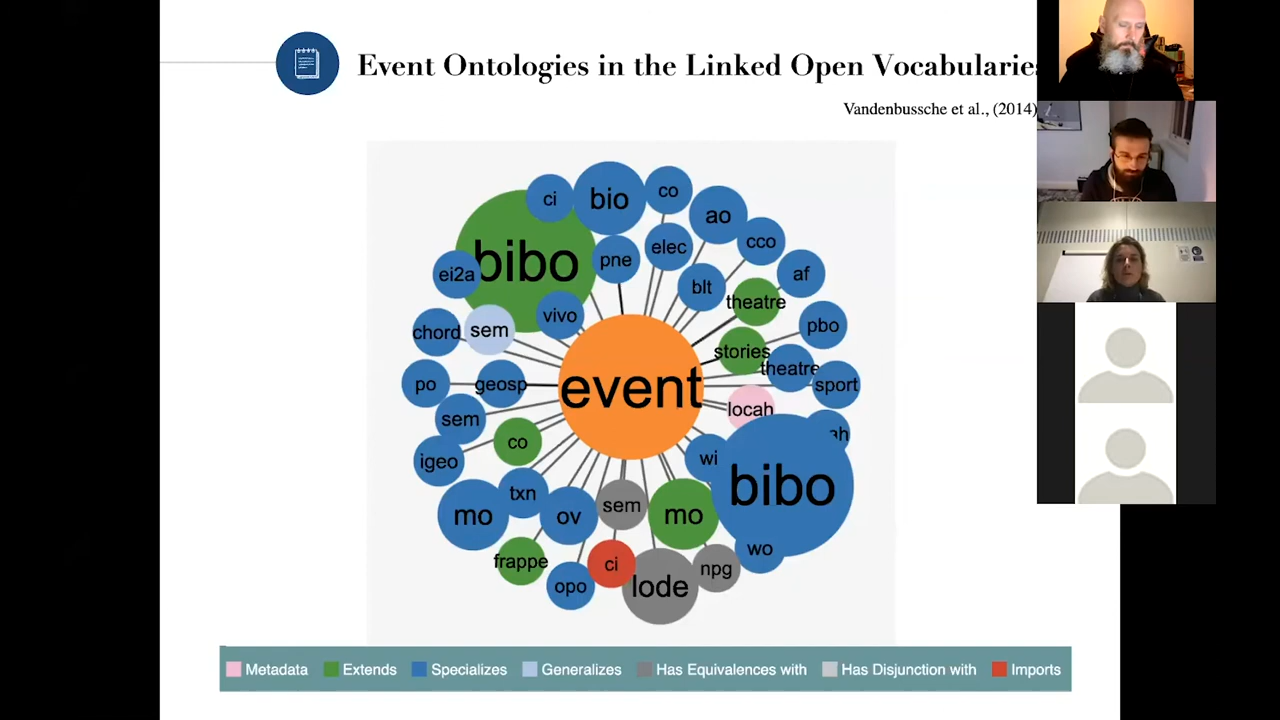 Event Ontologies in the Linked Open Vocabularies
Vandenbussche et al., (2014)
ci
bio
co
ao
bibo
pne
elec
cco
ei2a
blt
af
vivo
theatre
chord
sem
pbo
stories
theatre
po
geosp
event
sport
locah
sem
co
ah
igeo
wi
bibo
txn
mo
ov
sem
mo
wo
frappe
opo
ci
lode
npg
Metadata Extends Specializes Generalizes Has Equivalences with Has Disjunction with Imports